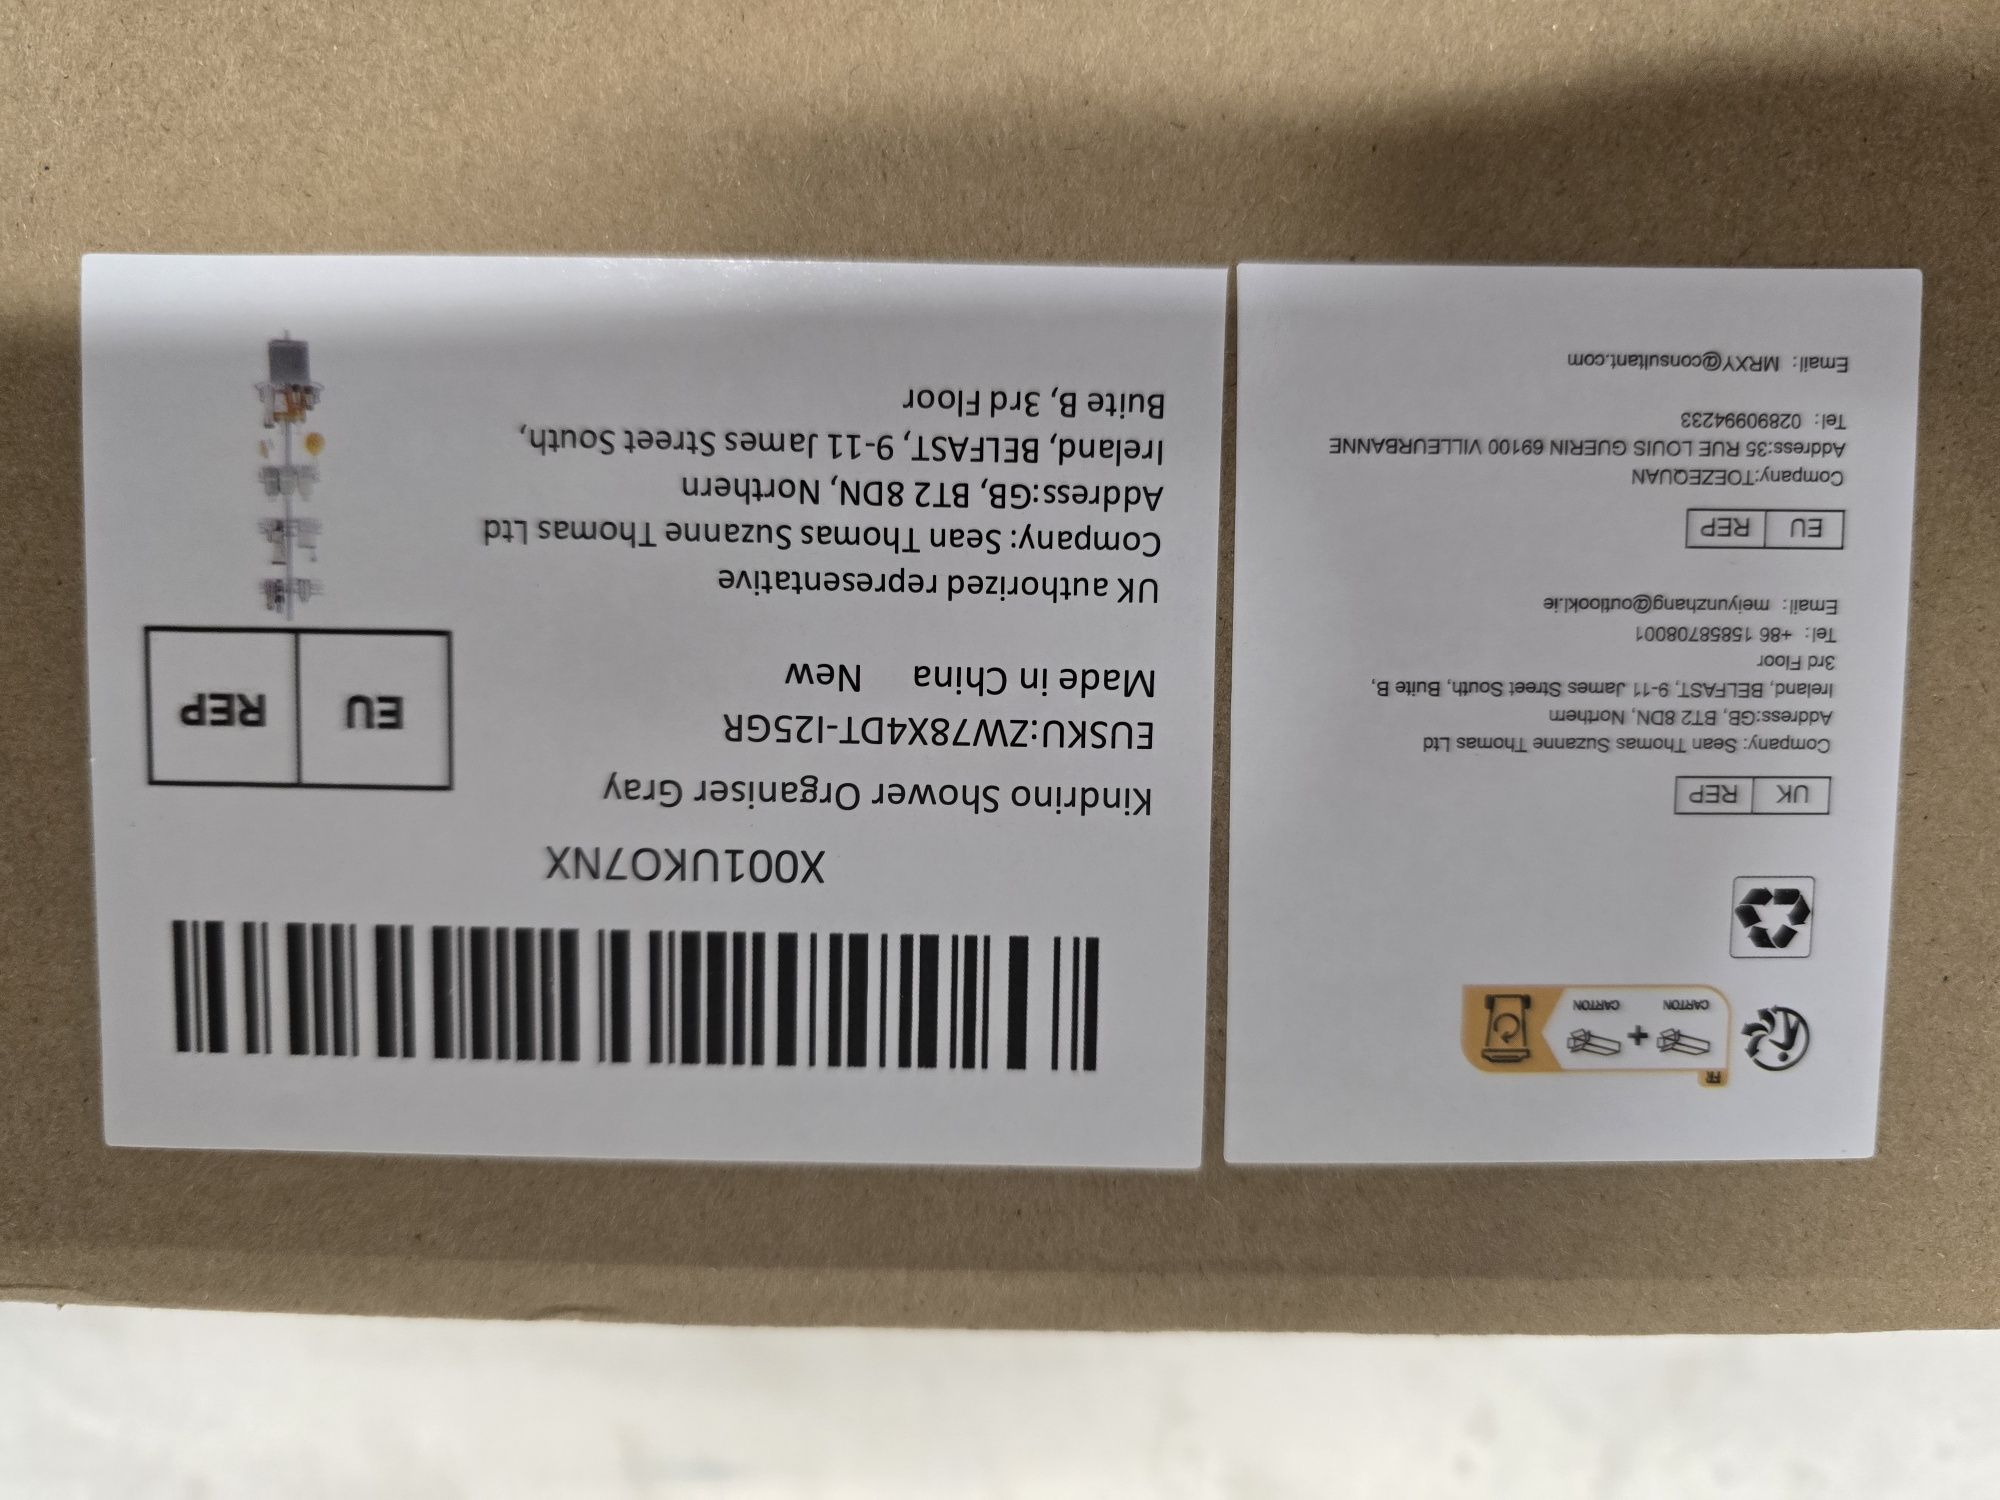 FR
CARTON + CARTON
UK REP
Company: Sean Thomas Suzanne Thomas Ltd
Address:GB, BT2 8DN, Northern
Ireland, BELFAST, 9-11 James Street South, Buite B,
3rd Floor
Tel: +86 15858708001
Email: meiyunzhang@outlookl.ie
EU REP
Company:TOEZEQUAN
Address:35 RUE LOUIS GUERIN 69100 VILLEURBANNE
Tel: 02890994233
Email: MRXY@consultant.com
X001UKO7NX
Kindrino Shower Organiser Gray
EUSKU:ZW78X4DT-I25GR
Made in China New
EU REP
UK authorized representative
Company: Sean Thomas Suzanne Thomas Ltd
Address:GB, BT2 8DN, Northern
Ireland, BELFAST, 9-11 James Street South,
Buite B, 3rd Floor